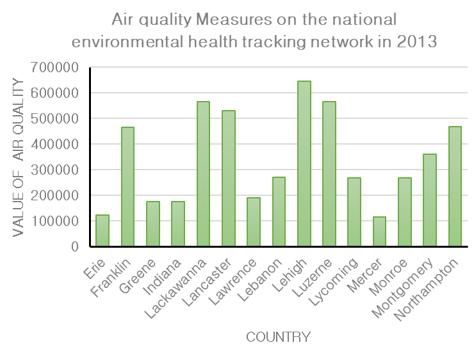 Air quality Measures on the national
environmental health tracking network in 2013
VALUE OF AIR QUALITY
700000
600000
500000
400000
300000
200000
100000
0
Erie
Franklin
Greene
Indiana
Lackawanna
Lancaster
Lawrence
Lebanon
Lehigh
Luzerne
Lycoming
Mercer
Monroe
Montgomery
Northampton
COUNTRY